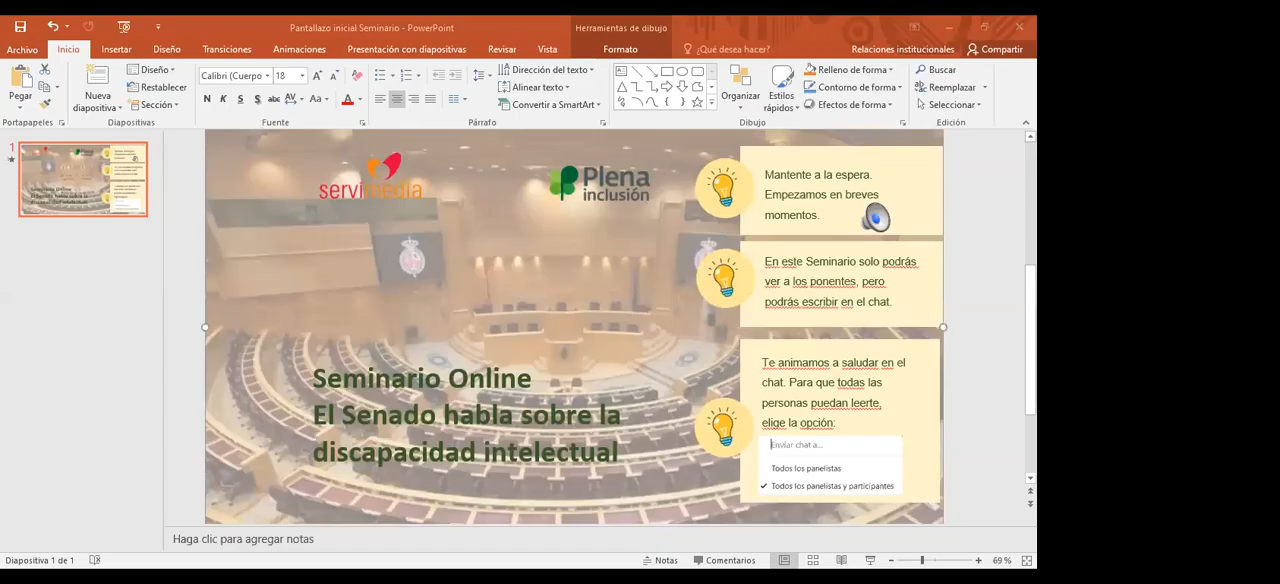 Pantallazo inicial Seminario - PowerPoint
Herramientas de dibujo
Archivo Inicio Insertar Diseño Transiciones Animaciones Presentación con diapositivas Revisar Vista Formato ¿Qué desea hacer? Relaciones institucionales Compartir
Pegar
Portapapeles
Nueva diapositiva
Diseño
Restablecer
Sección
Diapositivas
Calibri (Cuerpo) 18
N K S S abc AV Aa A
Fuente
Dirección del texto
Alinear texto
Convertir a SmartArt
Párrafo
Organizar
Estilos rápidos
Relleno de forma
Contorno de forma
Efectos de forma
Dibujo
Buscar
Reemplazar
Seleccionar
Edición
1
servimedia
Plena
inclusión
Mantente a la espera.
Empezamos en breves
momentos.
En este Seminario solo podrás
ver a los ponentes, pero
podrás escribir en el chat.
Te animamos a saludar en el
chat. Para que todas las
personas puedan leerte,
elige la opción:
Enviar chat a...
Todos los panelistas
Todos los panelistas y participantes
Seminario Online
El Senado habla sobre la
discapacidad intelectual
Haga clic para agregar notas
Diapositiva 1 de 1
Notas
Comentarios
69 %